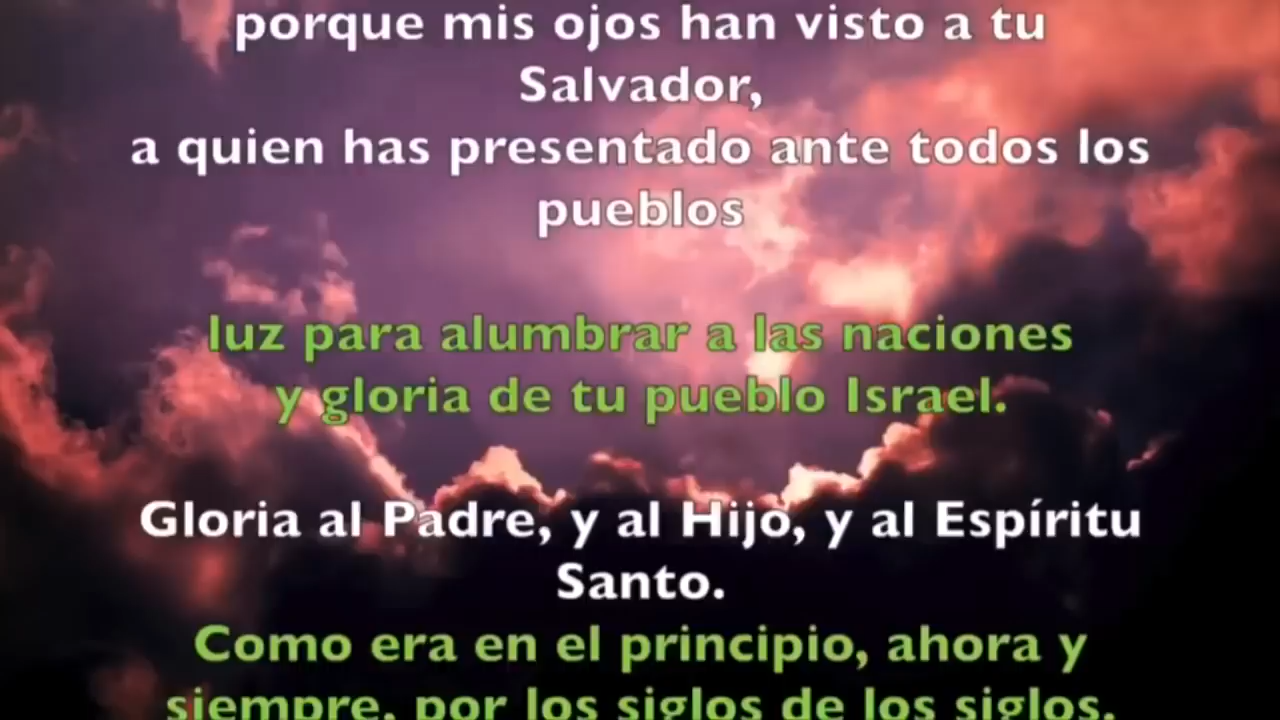 porque mis ojos han visto a tu
Salvador,
a quien has presentado ante todos los
pueblos
luz para alumbrar a las naciones
y gloria de tu pueblo Israel.
Gloria al Padre, y al Hijo, y al Espíritu
Santo.
Como era en el principio, ahora y
siempre, por los siglos de los siglos.